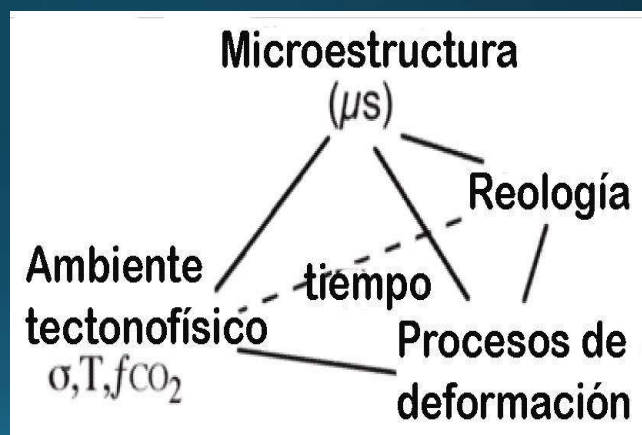 Microestructura
(μs)
Reología
Ambiente
tectonofísico
σ,T,fCO₂
tiempo
Procesos de
deformación